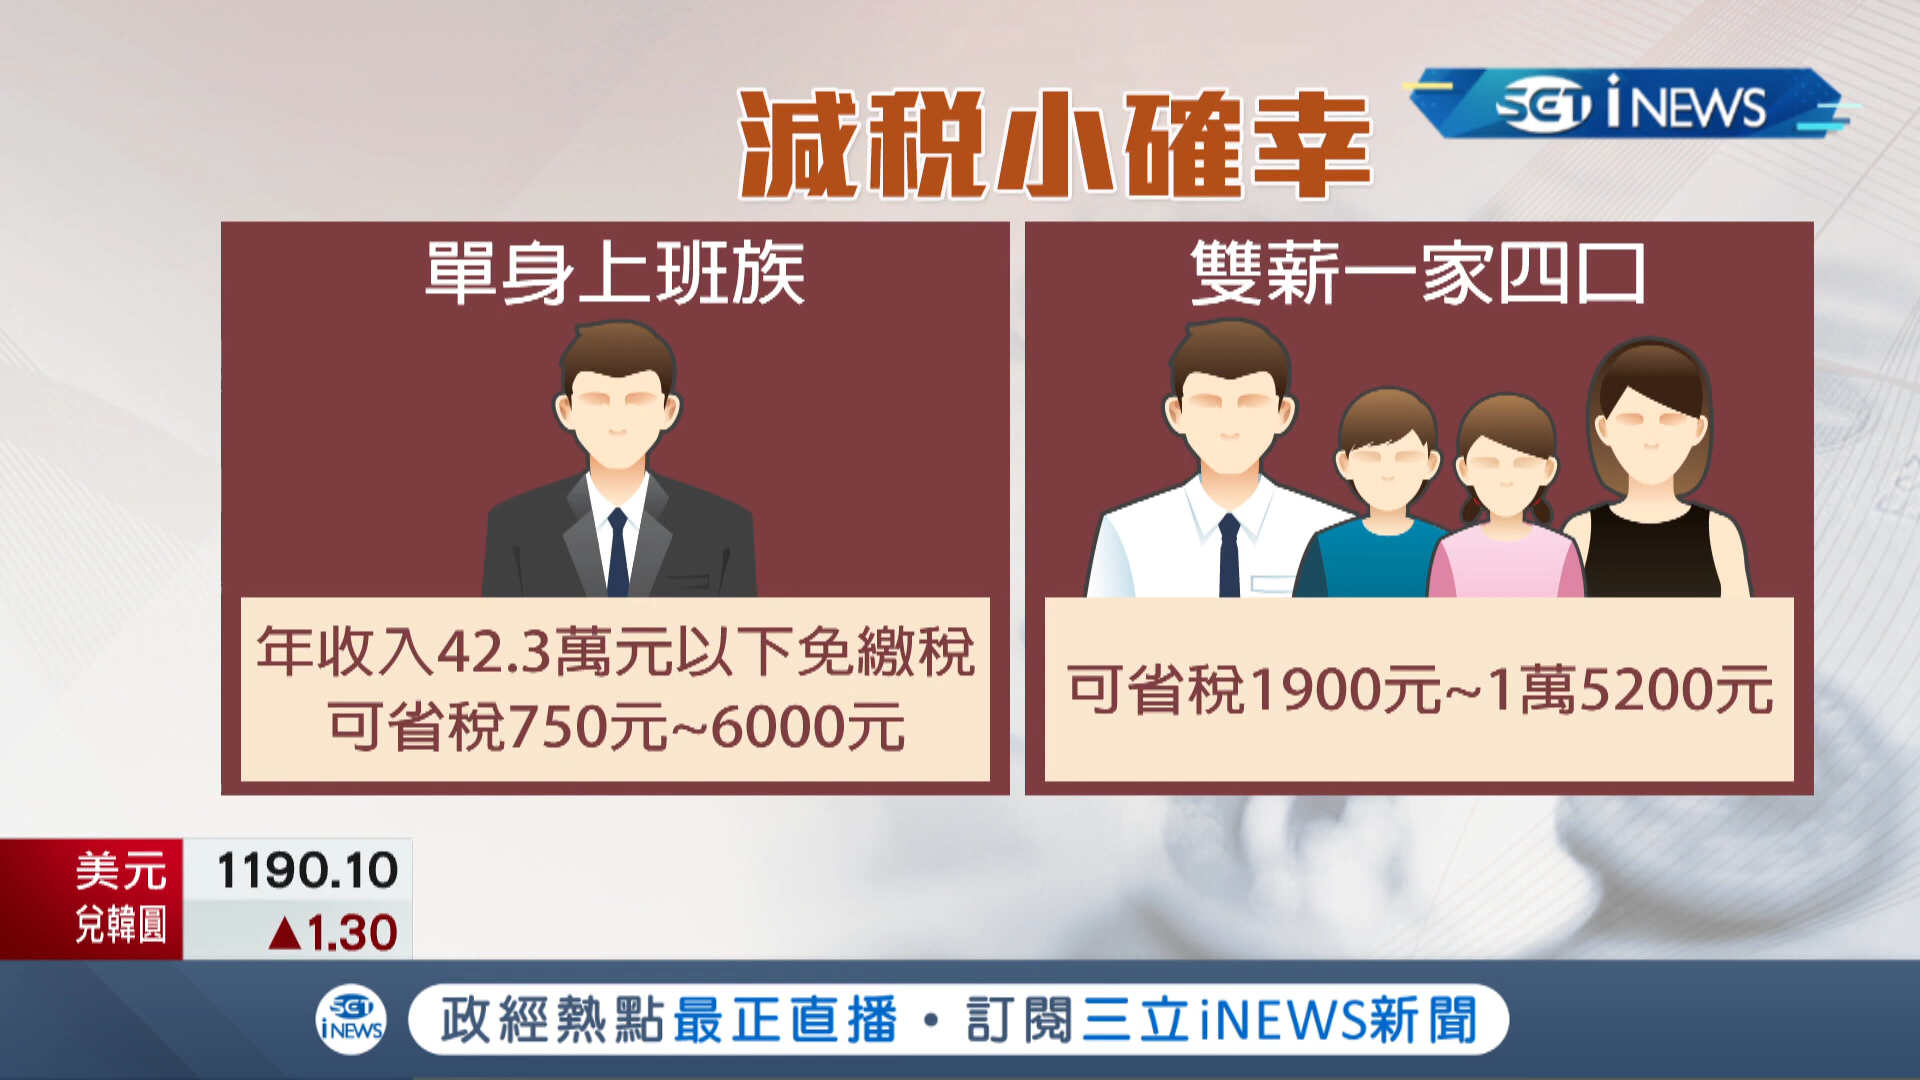 減稅小確幸
SET iNEWS
單身上班族
年收入42.3萬元以下免繳稅
可省稅750元~6000元
雙薪一家四口
可省稅1900元~1萬5200元
美元
兌韓圓
1190.10
▲1.30
SET
iNEWS
政經熱點最正直播・訂閱三立iNEWS新聞